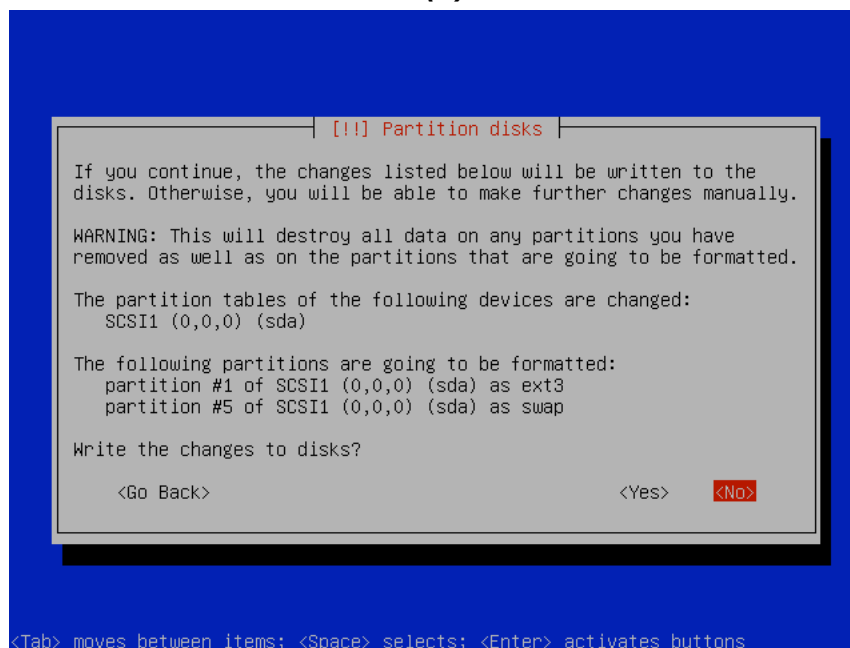 [!!] Partition disks
If you continue, the changes listed below will be written to the
disks. Otherwise, you will be able to make further changes manually.
WARNING: This will destroy all data on any partitions you have
removed as well as on the partitions that are going to be formatted.
The partition tables of the following devices are changed:
SCSI1 (0,0,0) (sda)
The following partitions are going to be formatted:
partition #1 of SCSI1 (0,0,0) (sda) as ext3
partition #5 of SCSI1 (0,0,0) (sda) as swap
Write the changes to disks?
<Go Back> <Yes> <No>
<Tab> moves between items; <Space> selects; <Enter> activates buttons